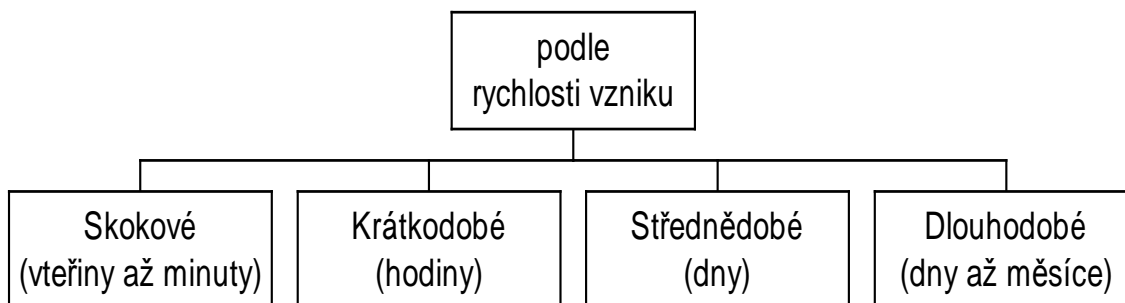 podle
rychlosti vzniku
Skokové
(vteřiny až minuty)
Krátkodobé
(hodiny)
Střednědobé
(dny)
Dlouhodobé
(dny až měsíce)